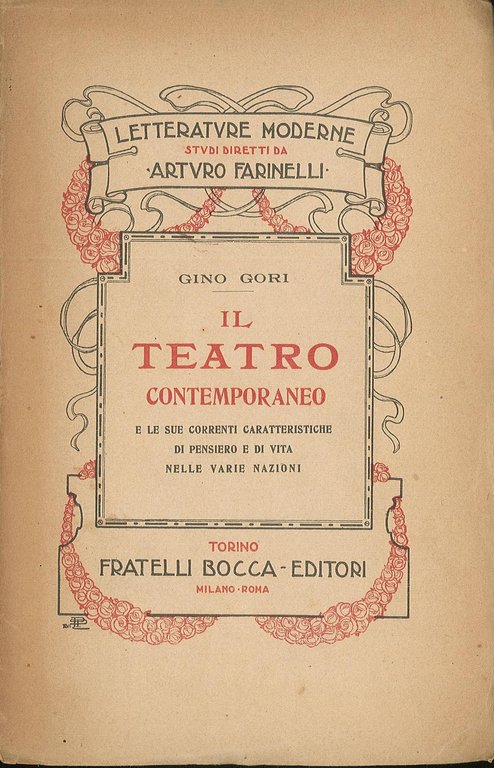 LETTERATVRE MODERNE
STVDI DIRETTI DA
·ARTVRO FARINELLI·
GINO GORI
IL
TEATRO
CONTEMPORANEO
E LE SUE CORRENTI CARATTERISTICHE
DI PENSIERO E DI VITA
NELLE VARIE NAZIONI
TORINO
FRATELLI BOCCA - EDITORI
MILANO · ROMA